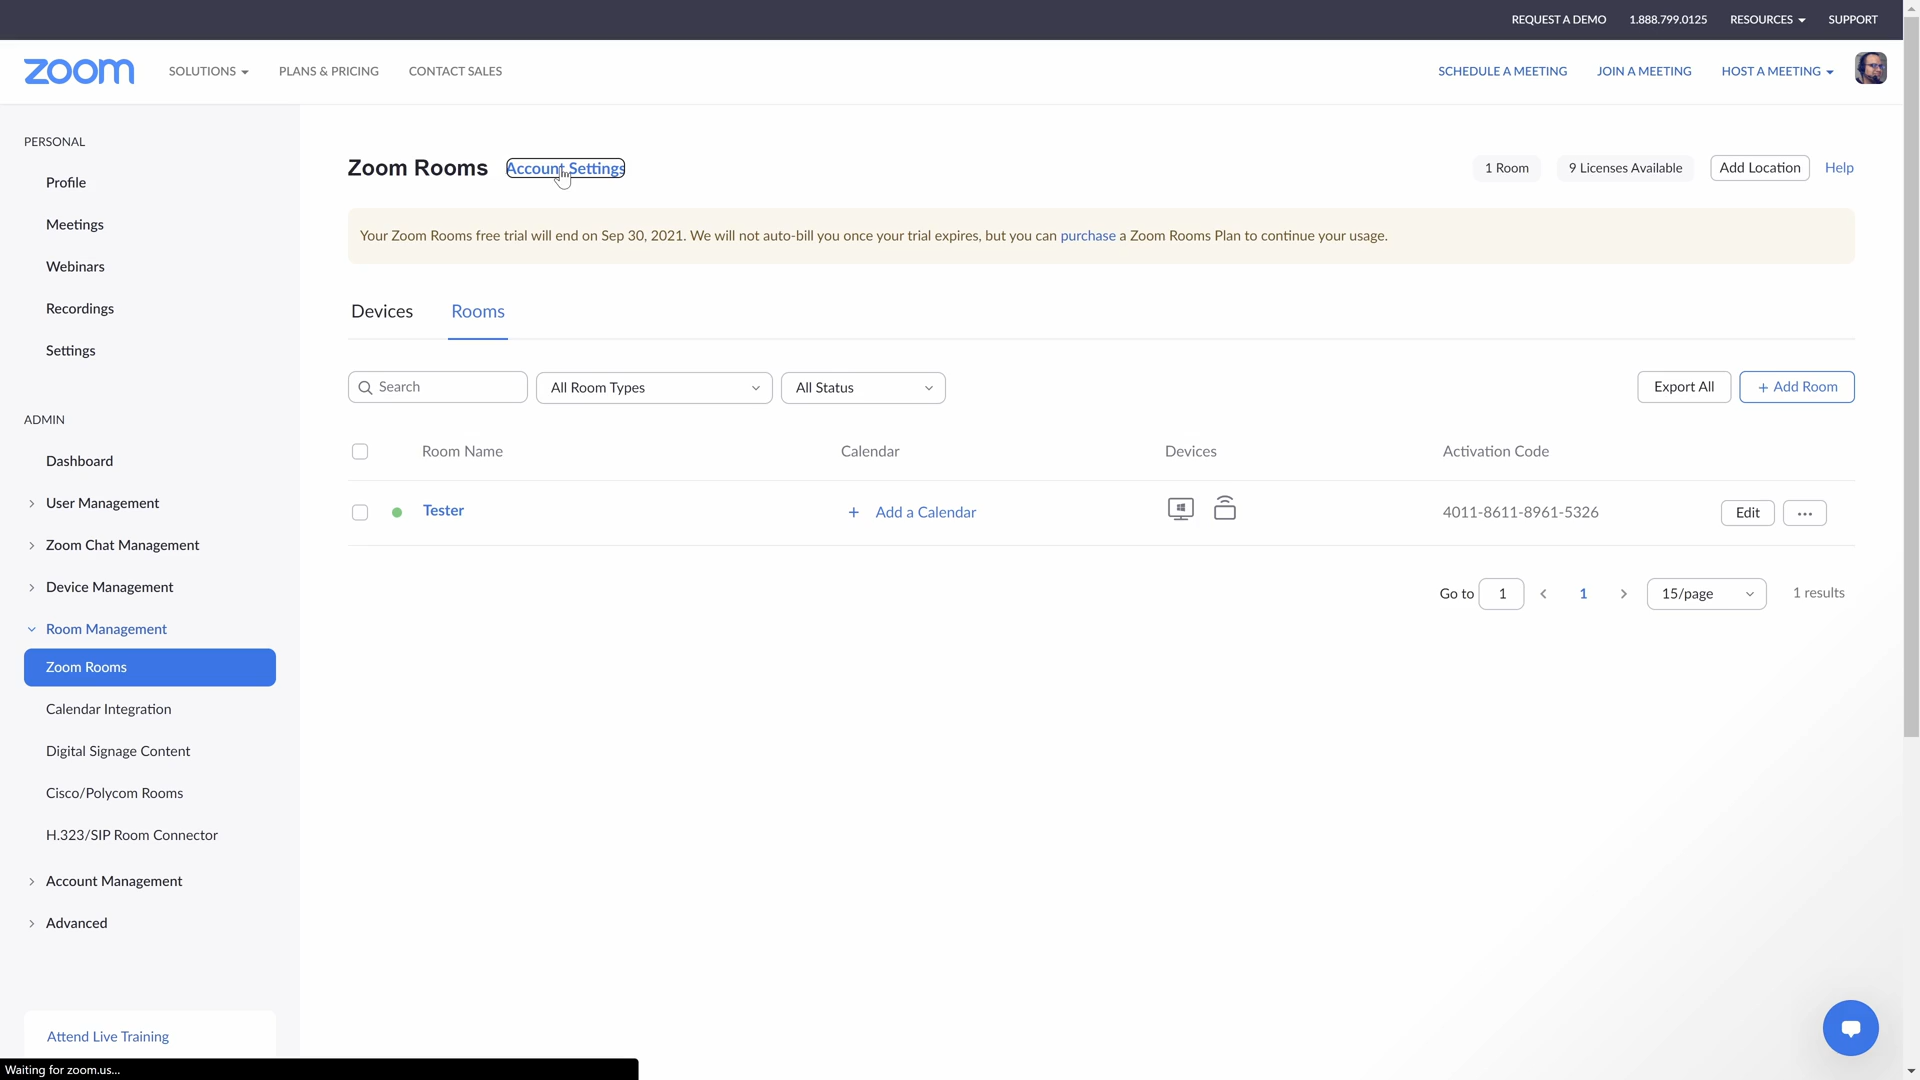 REQUEST A DEMO 1.888.799.0125 RESOURCES SUPPORT
zoom SOLUTIONS PLANS & PRICING CONTACT SALES SCHEDULE A MEETING JOIN A MEETING HOST A MEETING
PERSONAL
Profile
Meetings
Webinars
Recordings
Settings
ADMIN
Dashboard
User Management
Zoom Chat Management
Device Management
Room Management
Zoom Rooms
Calendar Integration
Digital Signage Content
Cisco/Polycom Rooms
H.323/SIP Room Connector
Account Management
Advanced
Attend Live Training
Zoom Rooms Account Settings 1 Room 9 Licenses Available Add Location Help
Your Zoom Rooms free trial will end on Sep 30, 2021. We will not auto-bill you once your trial expires, but you can purchase a Zoom Rooms Plan to continue your usage.
Devices Rooms
Search All Room Types All Status Export All + Add Room
Room Name Calendar Devices Activation Code
Tester + Add a Calendar 4011-8611-8961-5326 Edit ...
Go to 1 < 1 > 15/page 1 results
Waiting for zoom.us...